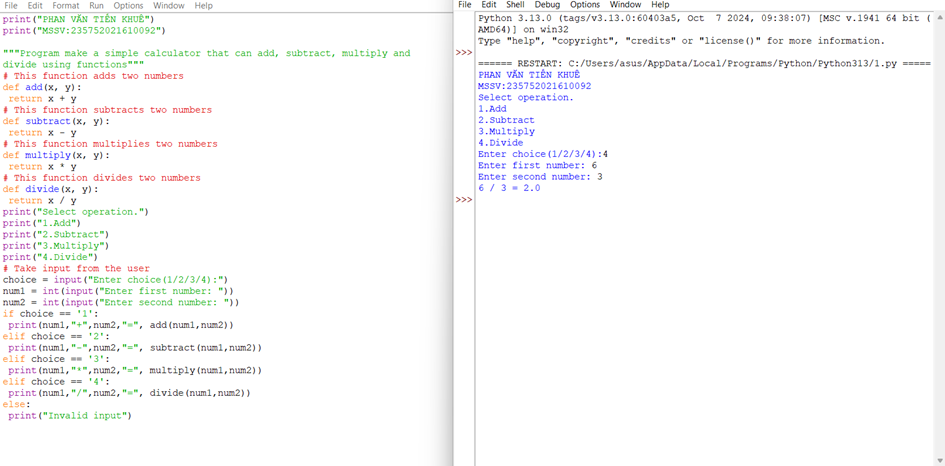 File Edit Format Run Options Window Help
print("PHAN VĂN TIẾN KHUÊ")
print("MSSV:235752021610092")
"""Program make a simple calculator that can add, subtract, multiply and
divide using functions"""
# This function adds two numbers
def add(x, y):
 return x + y
# This function subtracts two numbers
def subtract(x, y):
 return x - y
# This function multiplies two numbers
def multiply(x, y):
 return x * y
# This function divides two numbers
def divide(x, y):
 return x / y
print("Select operation.")
print("1.Add")
print("2.Subtract")
print("3.Multiply")
print("4.Divide")
# Take input from the user
choice = input("Enter choice(1/2/3/4):")
num1 = int(input("Enter first number: "))
num2 = int(input("Enter second number: "))
if choice == '1':
 print(num1,"+",num2,"=", add(num1,num2))
elif choice == '2':
 print(num1,"-",num2,"=", subtract(num1,num2))
elif choice == '3':
 print(num1,"*",num2,"=", multiply(num1,num2))
elif choice == '4':
 print(num1,"/",num2,"=", divide(num1,num2))
else:
 print("Invalid input")
File Edit Shell Debug Options Window Help
Python 3.13.0 (tags/v3.13.0:60403a5, Oct  7 2024, 09:38:07) [MSC v.1941 64 bit (
AMD64)] on win32
Type "help", "copyright", "credits" or "license()" for more information.
>>>
====== RESTART: C:/Users/asus/AppData/Local/Programs/Python/Python313/1.py =====
PHAN VĂN TIẾN KHUÊ
MSSV:235752021610092
Select operation.
1.Add
2.Subtract
3.Multiply
4.Divide
Enter choice(1/2/3/4):4
Enter first number: 6
Enter second number: 3
6 / 3 = 2.0
>>>